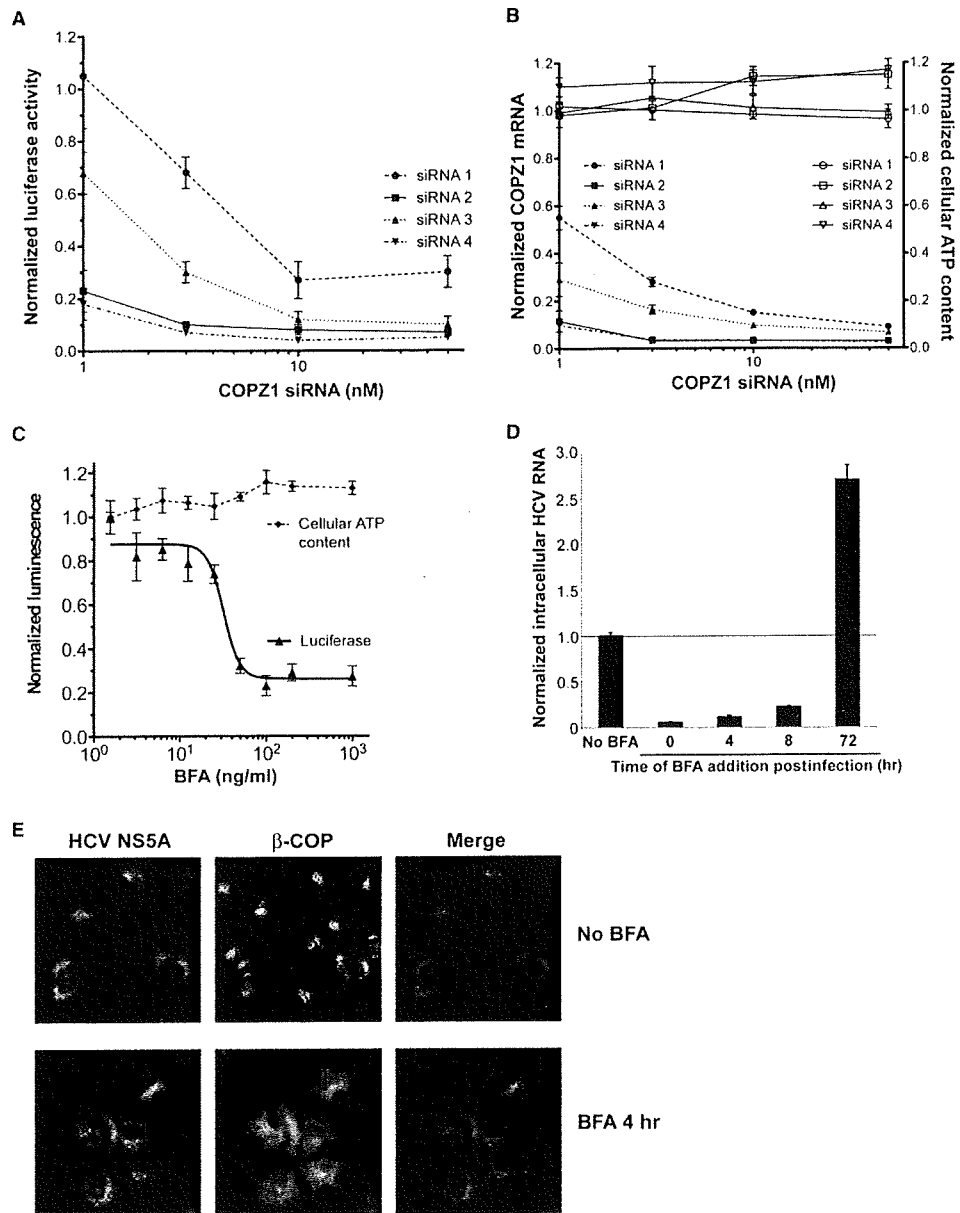 A
Normalized luciferase activity
1.2
1.0
0.8
0.6
0.4
0.2
0.0
1
10
COPZ1 siRNA (nM)
siRNA 1
siRNA 2
siRNA 3
siRNA 4
B
Normalized COPZ1 mRNA
1.2
1.0
0.8
0.6
0.4
0.2
0.0
1
10
COPZ1 siRNA (nM)
siRNA 1
siRNA 2
siRNA 3
siRNA 4
siRNA 1
siRNA 2
siRNA 3
siRNA 4
1.2
1.0
0.8
0.6
0.4
0.2
0.0
Normalized cellular ATP content
C
Normalized luminescence
1.2
1.0
0.8
0.6
0.4
0.2
0.0
10⁰
10¹
10²
10³
BFA (ng/ml)
Cellular ATP
content
Luciferase
D
Normalized intracellular HCV RNA
3.0
2.5
2.0
1.5
1.0
0.5
0
No BFA 0 4 8 72
Time of BFA addition postinfection (hr)
E
HCV NS5A β-COP Merge
No BFA
BFA 4 hr